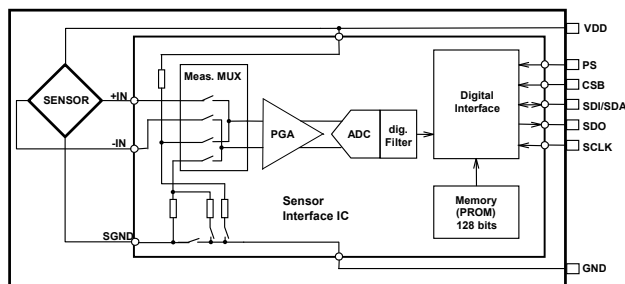 VDD
Meas. MUX
PS
SENSOR
+IN
Digital
Interface
CSB
SDI/SDA
PGA
ADC
dig.
Filter
SDO
-IN
SCLK
Sensor
Interface IC
Memory
(PROM)
128 bits
SGND
GND